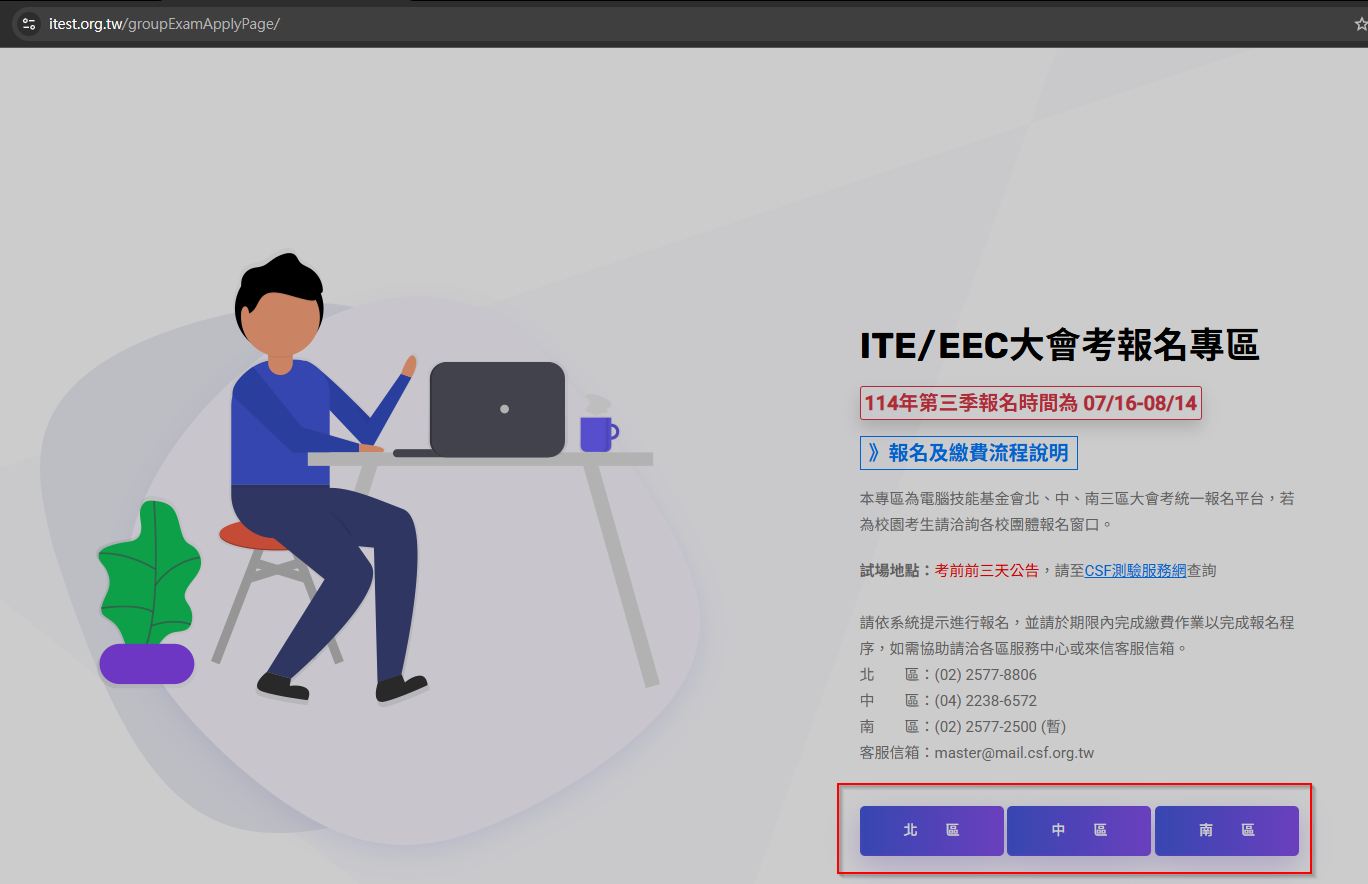 itest.org.tw/groupExamApplyPage/
ITE/EEC大會考報名專區
114年第三季報名時間為 07/16-08/14
》報名及繳費流程說明
本專區為電腦技能基金會北、中、南三區大會考統一報名平台，若
為校園考生請洽詢各校團體報名窗口。
試場地點：考前前三天公告，請至CSF測驗服務網查詢
請依系統提示進行報名，並請於期限內完成繳費作業以完成報名程
序，如需協助請洽各區服務中心或來信客服信箱。
北　　區：(02) 2577-8806
中　　區：(04) 2238-6572
南　　區：(02) 2577-2500 (暫)
客服信箱：master@mail.csf.org.tw
北　　區　中　　區　南　　區